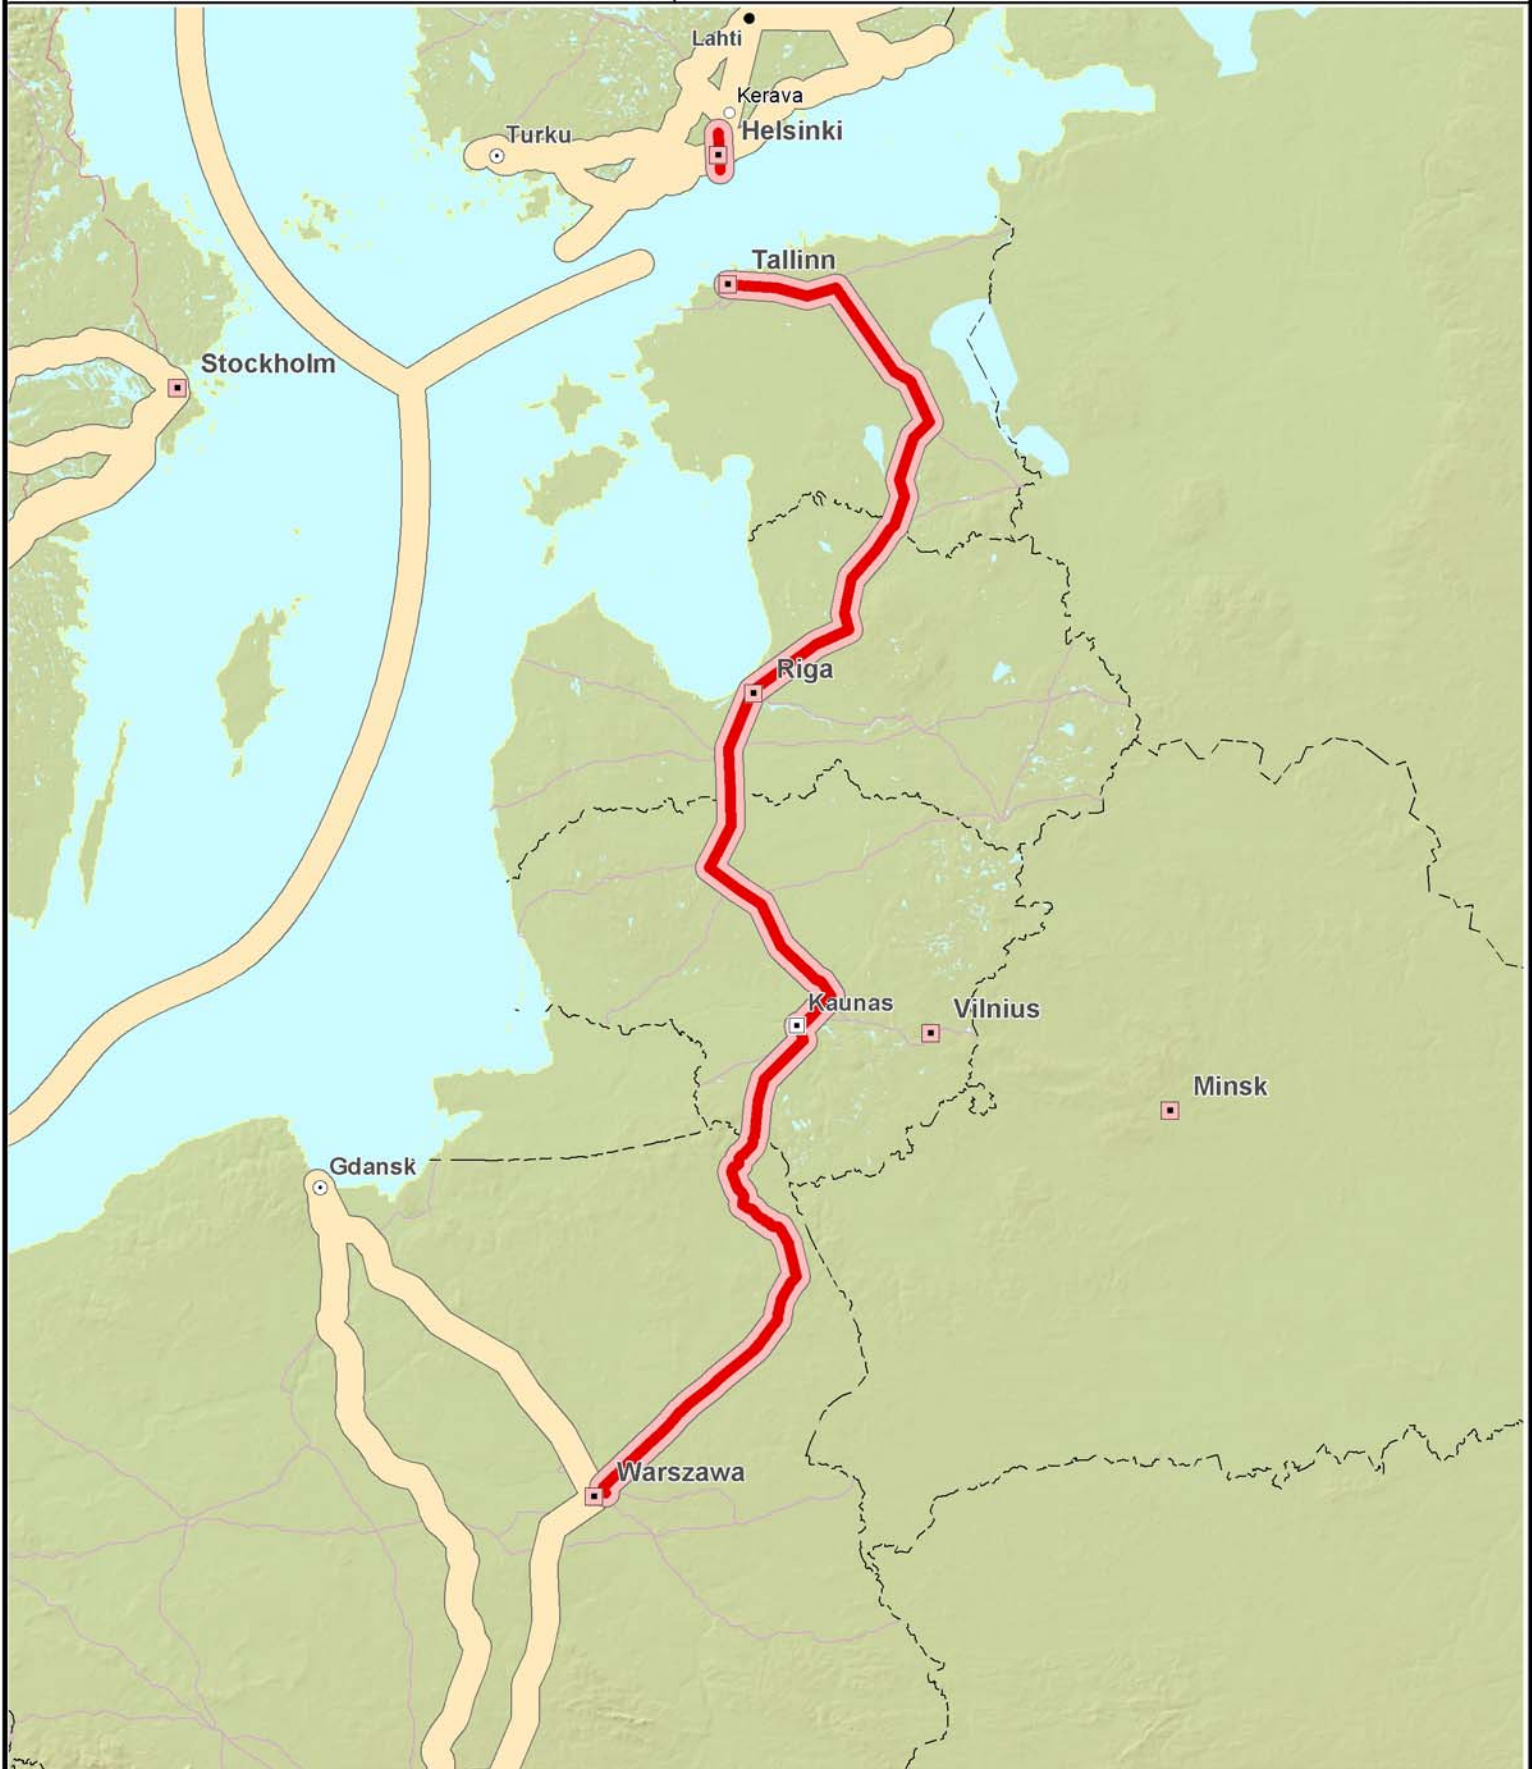 Lahti
Kerava
Turku
Helsinki
Tallinn
Stockholm
Riga
Kaunas
Vilnius
Minsk
Gdansk
Warszawa